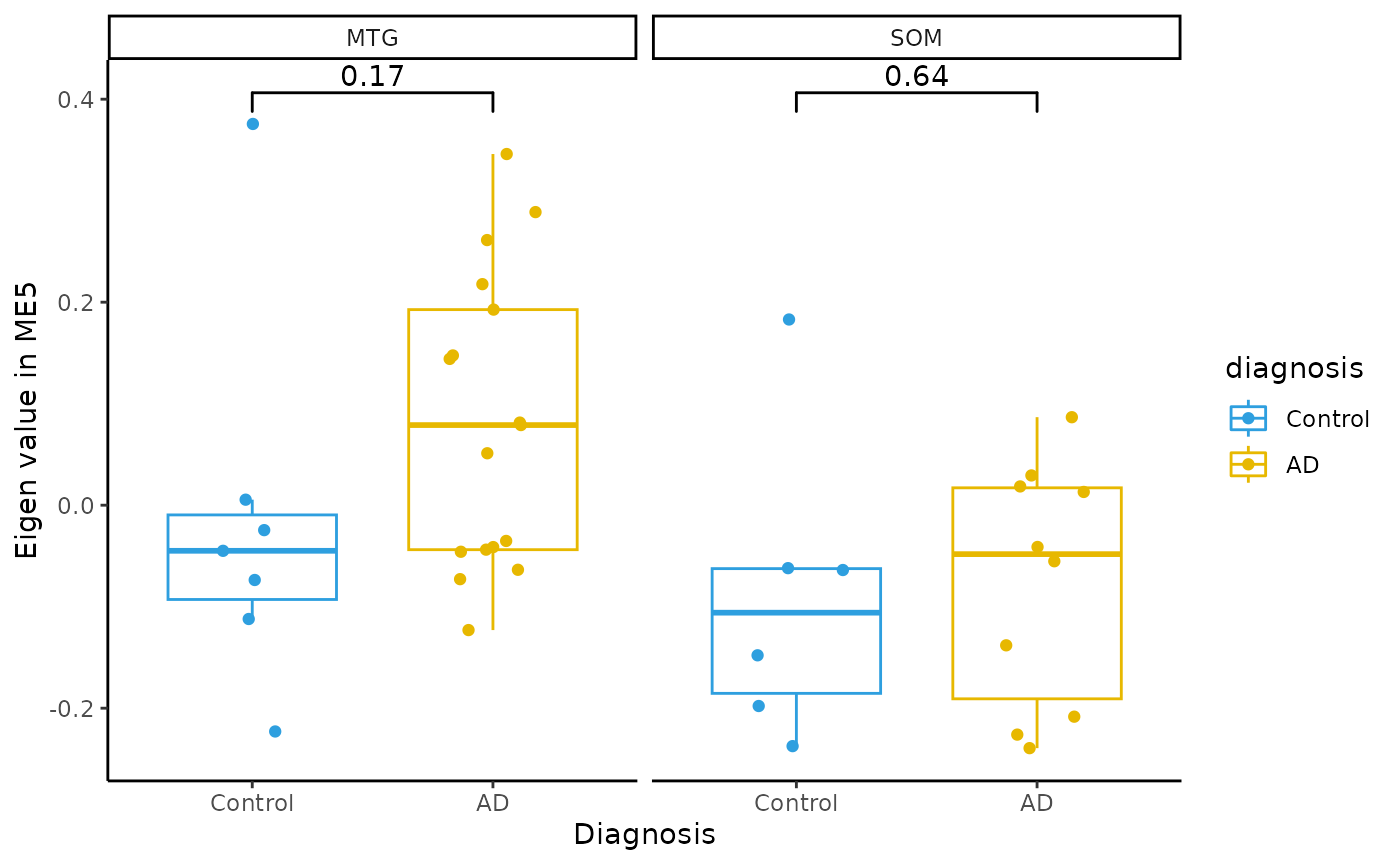 MTG
SOM
0.17
0.64
0.4
0.2
0.0
-0.2
Eigen value in ME5
Control
AD
Control
AD
Diagnosis
diagnosis
Control
AD